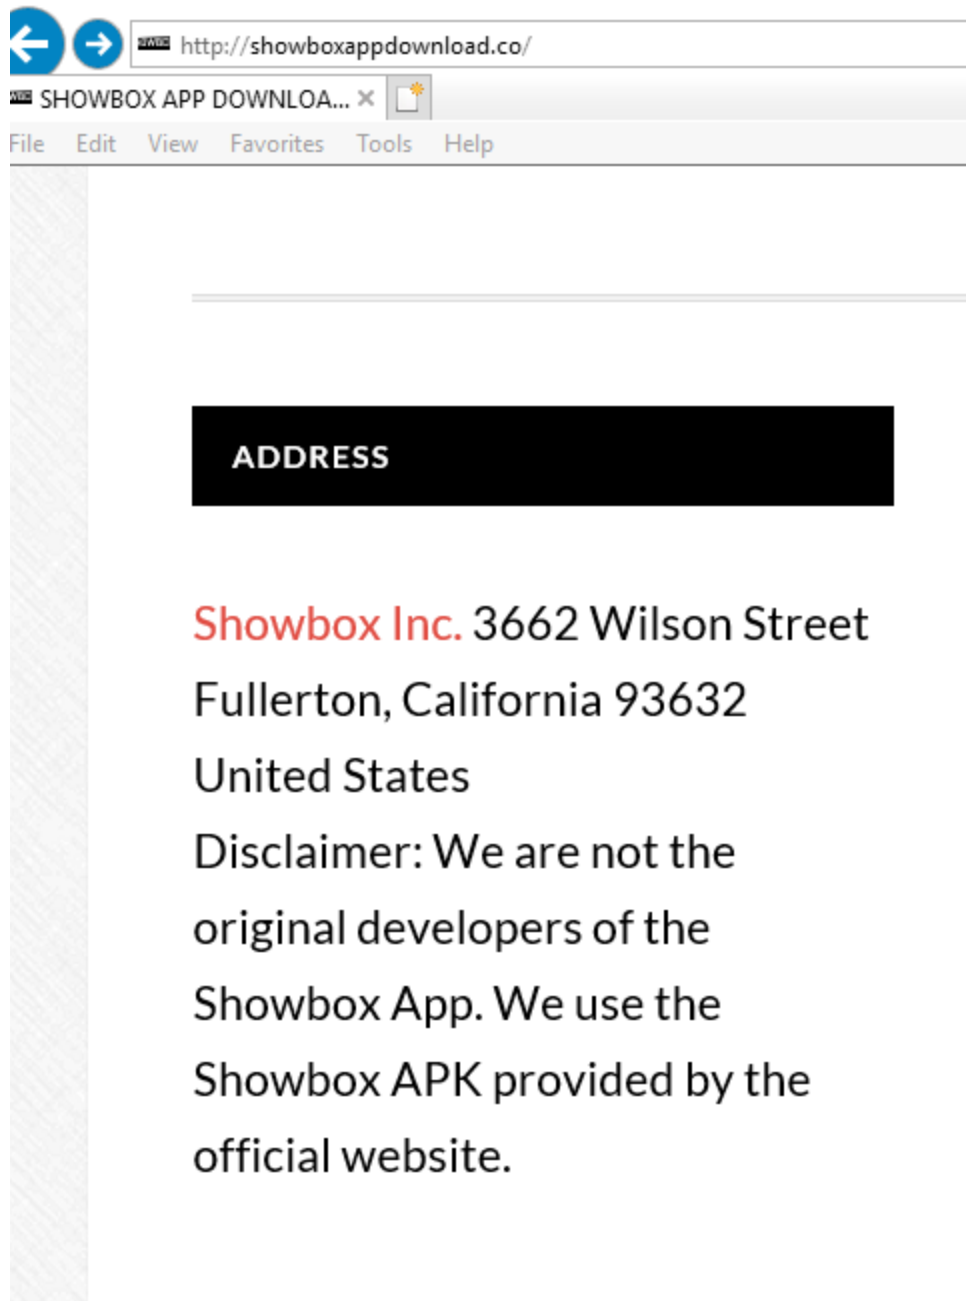 http://showboxappdownload.co/
SHOWBOX APP DOWNLOA...
File Edit View Favorites Tools Help
ADDRESS
Showbox Inc. 3662 Wilson Street
Fullerton, California 93632
United States
Disclaimer: We are not the
original developers of the
Showbox App. We use the
Showbox APK provided by the
official website.